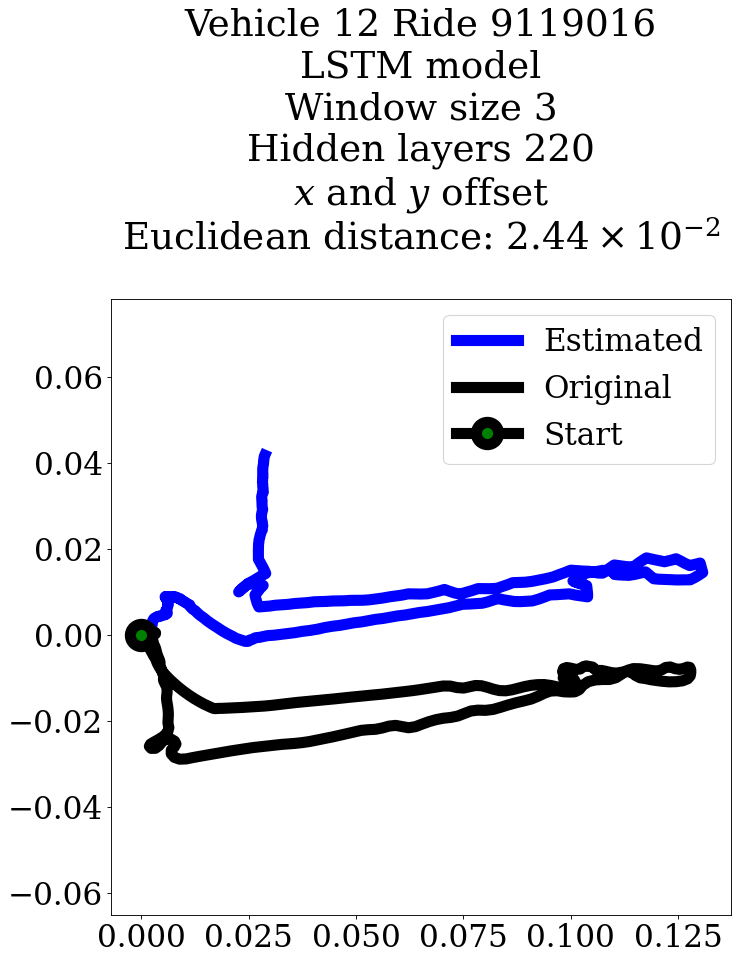 Vehicle 12 Ride 9119016
LSTM model
Window size 3
Hidden layers 220
x and y offset
Euclidean distance: 2.44 × 10⁻²
Estimated
Original
Start
0.06
0.04
0.02
0.00
−0.02
−0.04
−0.06
0.000 0.025 0.050 0.075 0.100 0.125